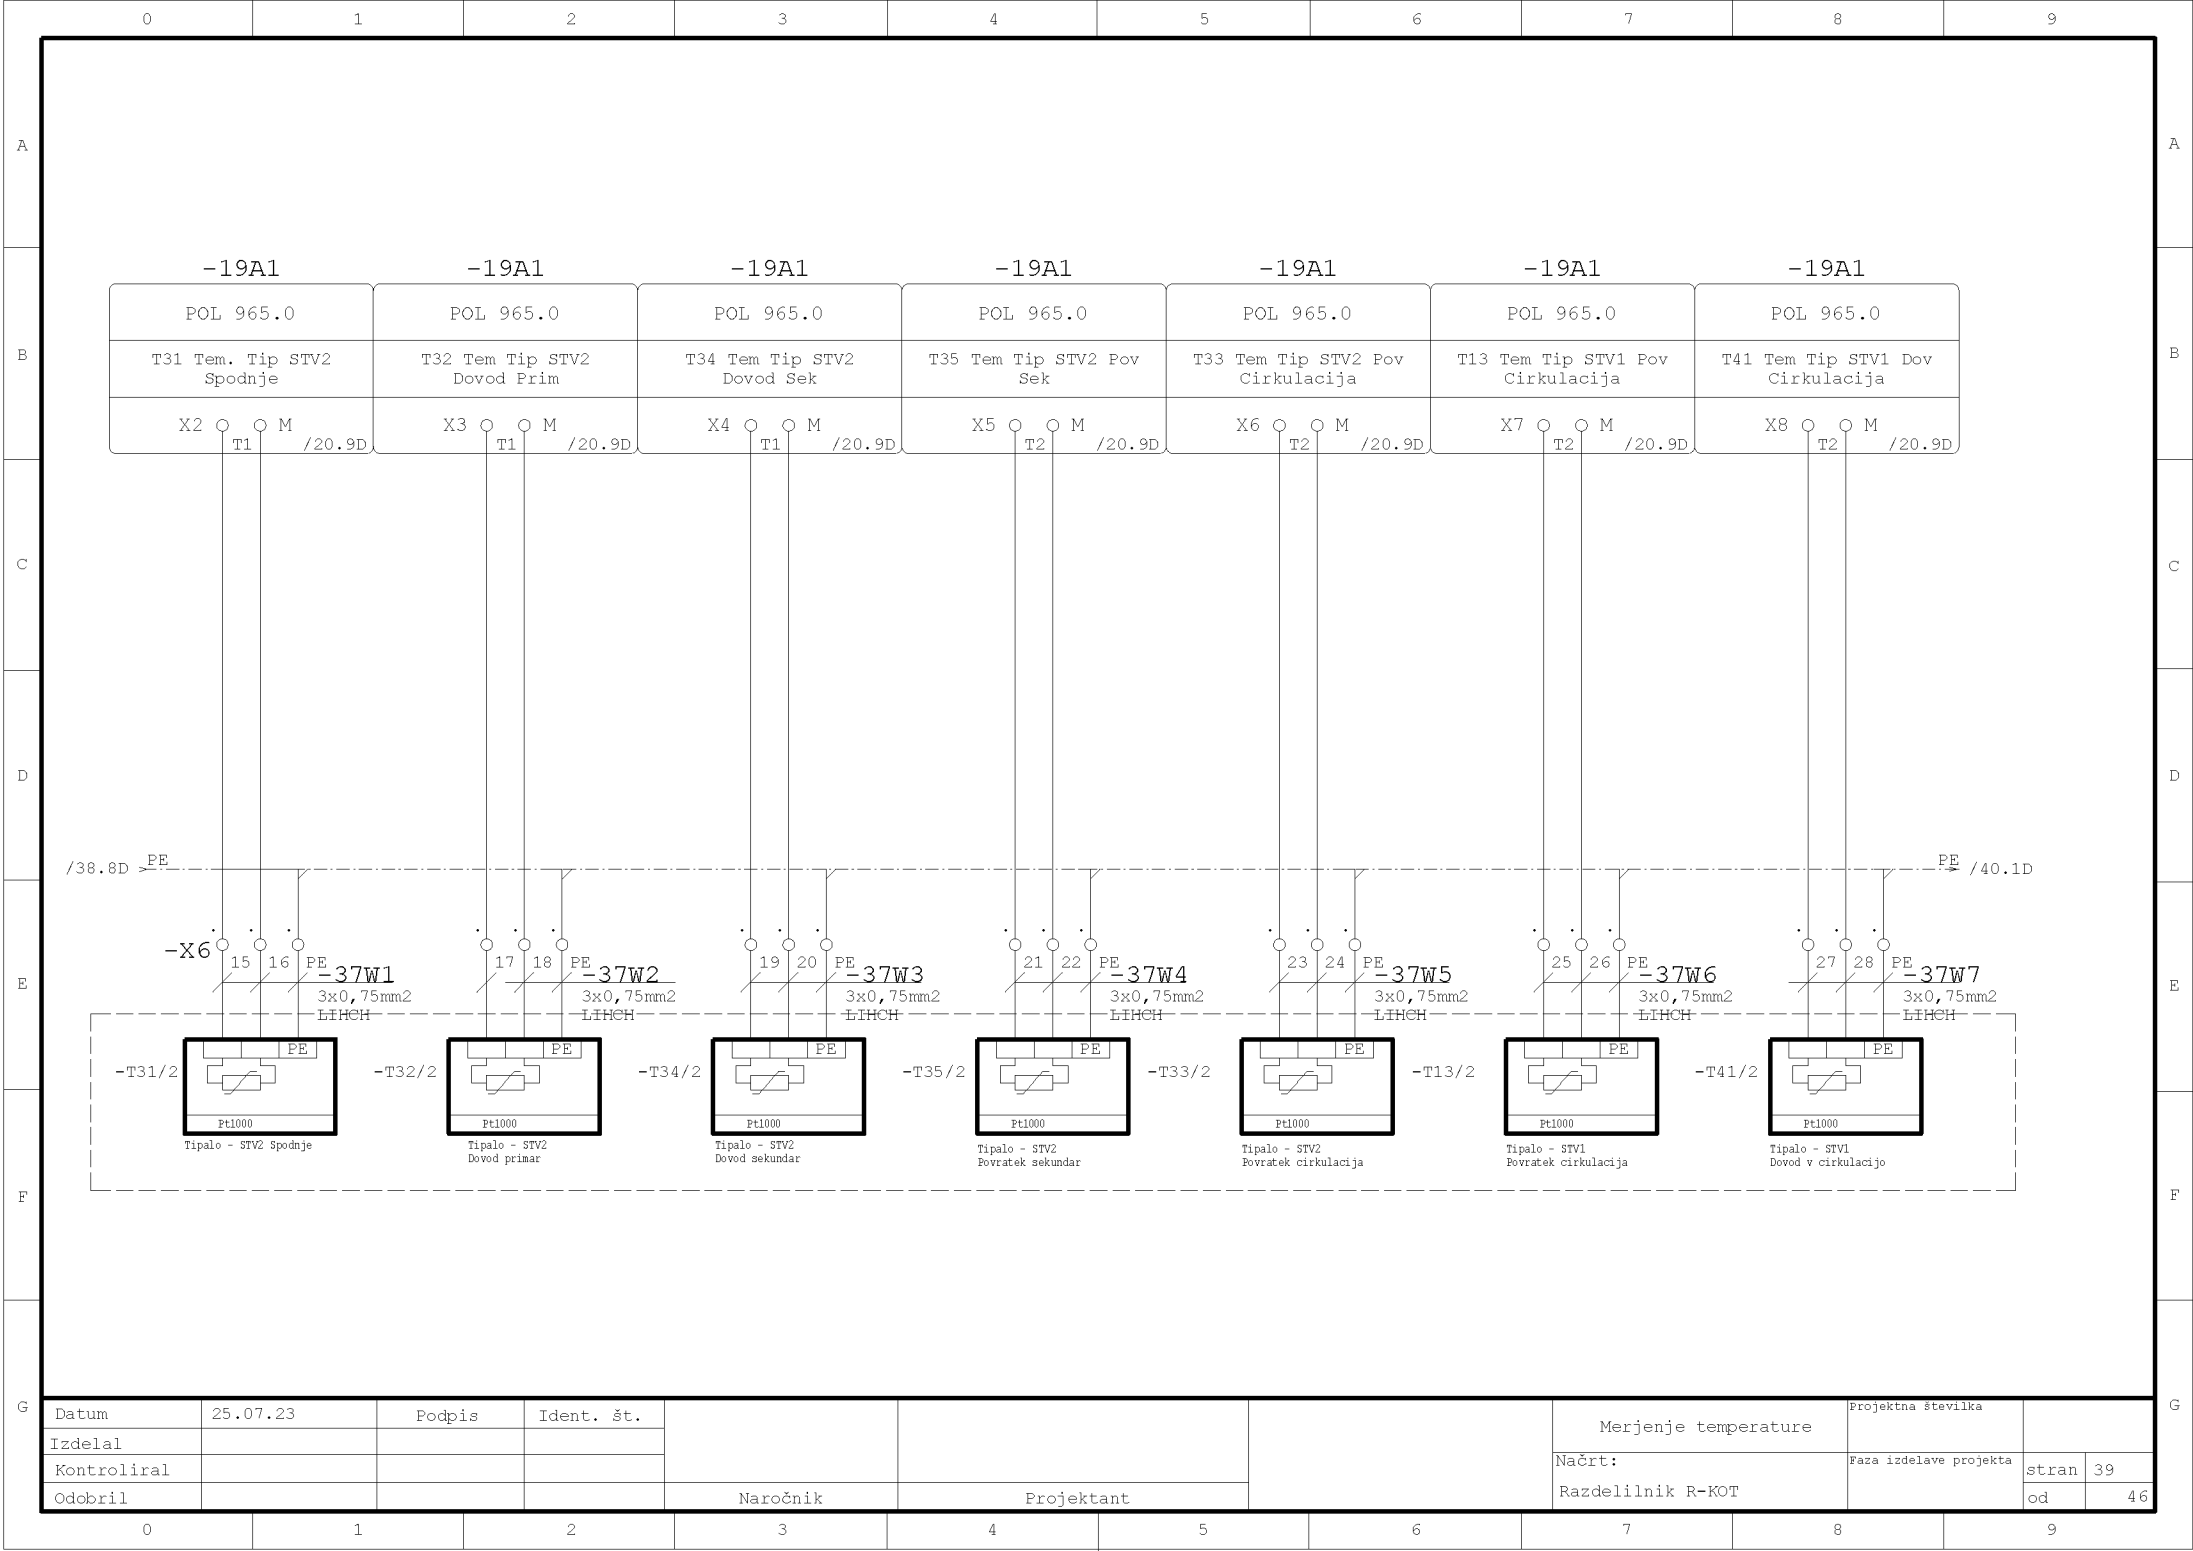 0 1 2 3 4 5 6 7 8 9
A A
-19A1 -19A1 -19A1 -19A1 -19A1 -19A1 -19A1
POL 965.0 POL 965.0 POL 965.0 POL 965.0 POL 965.0 POL 965.0 POL 965.0
B B
T31 Tem. Tip STV2
Spodnje
T32 Tem Tip STV2
Dovod Prim
T34 Tem Tip STV2
Dovod Sek
T35 Tem Tip STV2 Pov
Sek
T33 Tem Tip STV2 Pov
Cirkulacija
T13 Tem Tip STV1 Pov
Cirkulacija
T41 Tem Tip STV1 Dov
Cirkulacija
X2 M X3 M X4 M X5 M X6 M X7 M X8 M
T1 /20.9D T1 /20.9D T1 /20.9D T2 /20.9D T2 /20.9D T2 /20.9D T2 /20.9D
C C
D D
/38.8D PE PE /40.1D
-X6
15 16 PE 17 18 PE 19 20 PE 21 22 PE 23 24 PE 25 26 PE 27 28 PE
-37W1 -37W2 -37W3 -37W4 -37W5 -37W6 -37W7
E E
3x0,75mm2 3x0,75mm2 3x0,75mm2 3x0,75mm2 3x0,75mm2 3x0,75mm2 3x0,75mm2
LIHCH LIHCH LIHCH LIHCH LIHCH LIHCH LIHCH
PE PE PE PE PE PE PE
-T31/2 -T32/2 -T34/2 -T35/2 -T33/2 -T13/2 -T41/2
Pt1000 Pt1000 Pt1000 Pt1000 Pt1000 Pt1000 Pt1000
Tipalo - STV2 Spodnje
Tipalo - STV2
Dovod primar
Tipalo - STV2
Dovod sekundar
Tipalo - STV2
Povratek sekundar
Tipalo - STV2
Povratek cirkulacija
Tipalo - STV1
Povratek cirkulacija
Tipalo - STV1
Dovod v cirkulacijo
F F
G G
Datum 25.07.23 Podpis Ident. št.
Izdelal
Kontroliral
Odobril
Naročnik Projektant
Merjenje temperature
Načrt:
Razdelilnik R-KOT
Projektna številka
Faza izdelave projekta
stran 39
od 46
0 1 2 3 4 5 6 7 8 9